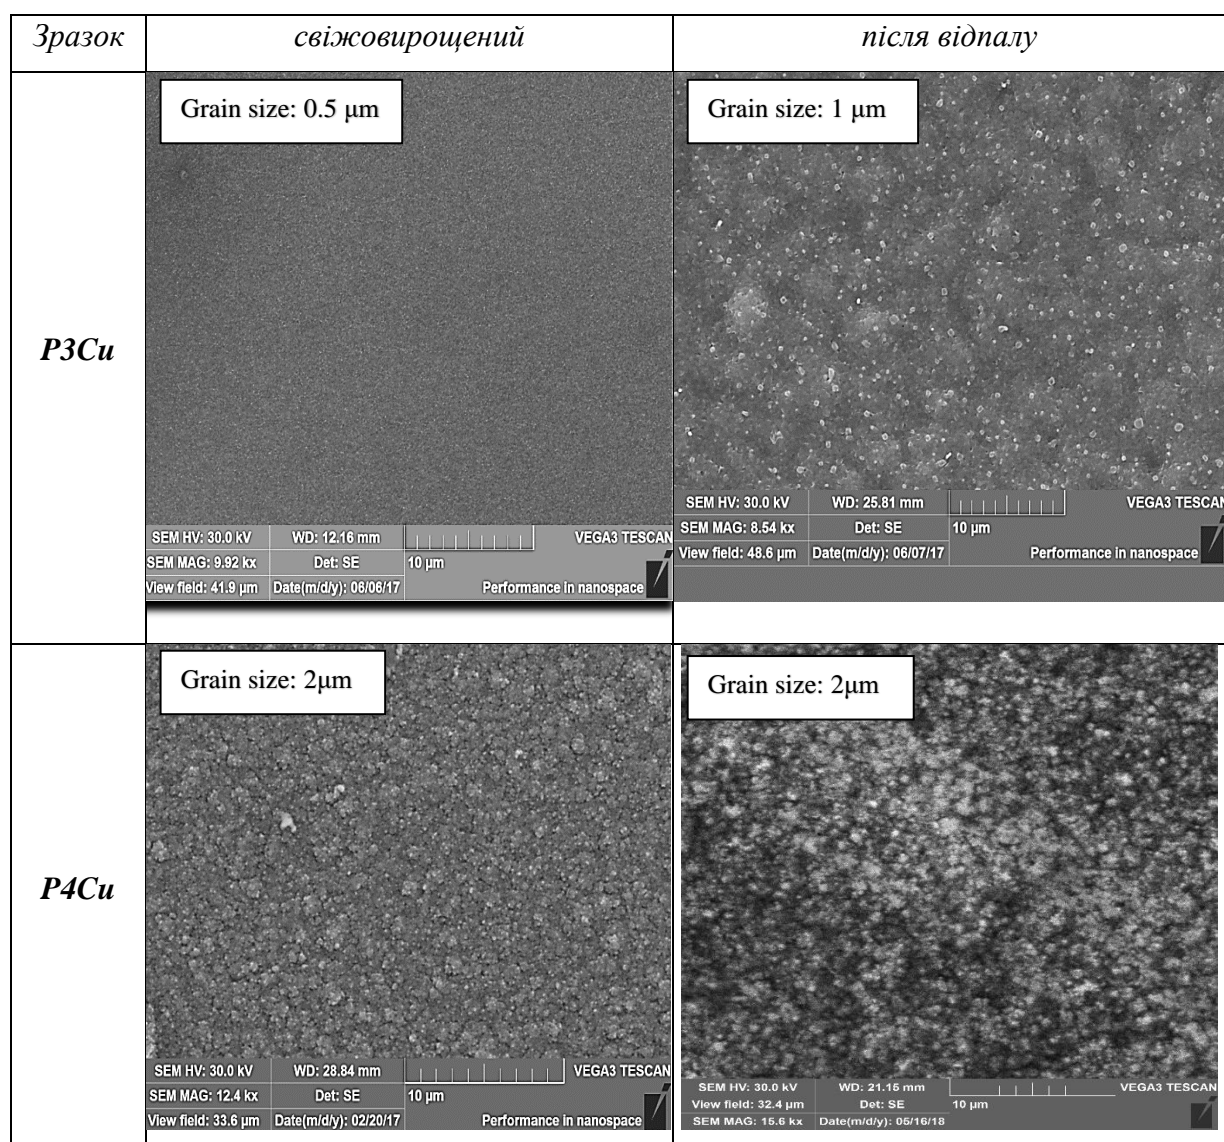 Зразок свіжовирощений після відпалу
Grain size: 0.5 μm
Grain size: 1 μm
P3Cu
SEM HV: 30.0 kV WD: 12.16 mm VEGA3 TESCAN
SEM MAG: 9.92 kx Det: SE 10 μm
View field: 41.9 μm Date(m/d/y): 06/06/17 Performance in nanospace
SEM HV: 30.0 kV WD: 25.81 mm VEGA3 TESCAN
SEM MAG: 8.54 kx Det: SE 10 μm
View field: 48.6 μm Date(m/d/y): 06/07/17 Performance in nanospace
Grain size: 2μm
Grain size: 2μm
P4Cu
SEM HV: 30.0 kV WD: 28.84 mm VEGA3 TESCAN
SEM MAG: 12.4 kx Det: SE 10 μm
View field: 33.6 μm Date(m/d/y): 02/20/17 Performance in nanospace
SEM HV: 30.0 kV WD: 21.15 mm VEGA3 TESCAN
View field: 32.4 μm Det: SE 10 μm
SEM MAG: 15.6 kx Date(m/d/y): 05/16/18